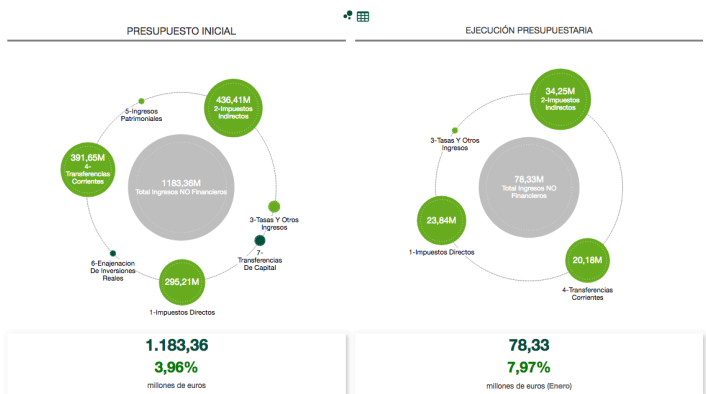 PRESUPUESTO INICIAL
436,41M
2-Impuestos
Indirectos
5-Ingresos
Patrimoniales
391,65M
4-
Transferencias
Corrientes
1183,36M
Total Ingresos NO Financieros
3-Tasas Y Otros
Ingresos
7-
Transferencias
De Capital
6-Enajenacion
De Inversiones
Reales
295,21M
1-Impuestos Directos
1.183,36
3,96%
millones de euros
EJECUCIÓN PRESUPUESTARIA
34,25M
2-Impuestos
Indirectos
3-Tasas Y Otros
Ingresos
78,33M
Total Ingresos NO
Financieros
23,84M
1-Impuestos Directos
20,18M
4-Transferencias
Corrientes
78,33
7,97%
millones de euros (Enero)